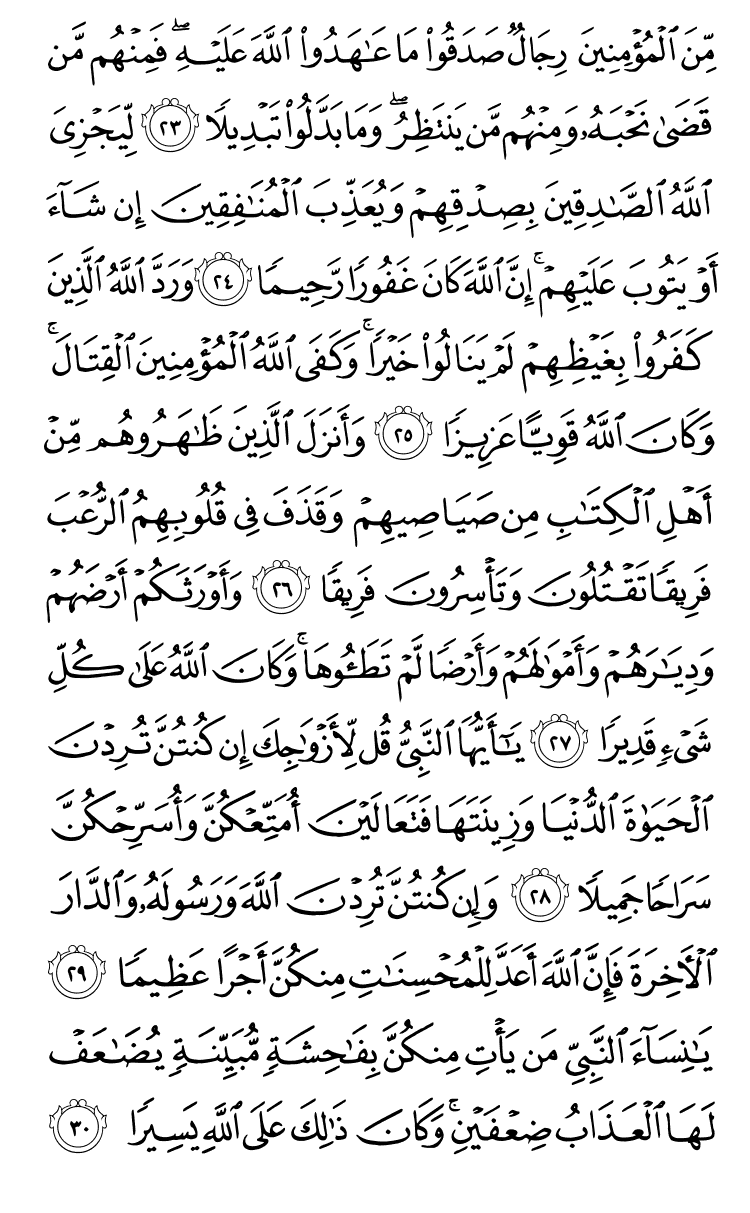 مِّنَ ٱلْمُؤْمِنِينَ رِجَالٌ صَدَقُوا۟ مَا عَـٰهَدُوا۟ ٱللَّهَ عَلَيْهِ ۖ فَمِنْهُم مَّن
قَضَىٰ نَحْبَهُۥ وَمِنْهُم مَّن يَنتَظِرُ ۖ وَمَا بَدَّلُوا۟ تَبْدِيلًا ٢٣ لِّيَجْزِىَ
ٱللَّهُ ٱلصَّـٰدِقِينَ بِصِدْقِهِمْ وَيُعَذِّبَ ٱلْمُنَـٰفِقِينَ إِن شَآءَ
أَوْ يَتُوبَ عَلَيْهِمْ ۚ إِنَّ ٱللَّهَ كَانَ غَفُورًا رَّحِيمًا ٢٤ وَرَدَّ ٱللَّهُ ٱلَّذِينَ
كَفَرُوا۟ بِغَيْظِهِمْ لَمْ يَنَالُوا۟ خَيْرًا ۚ وَكَفَى ٱللَّهُ ٱلْمُؤْمِنِينَ ٱلْقِتَالَ ۚ
وَكَانَ ٱللَّهُ قَوِيًّا عَزِيزًا ٢٥ وَأَنزَلَ ٱلَّذِينَ ظَـٰهَرُوهُم مِّنْ
أَهْلِ ٱلْكِتَـٰبِ مِن صَيَاصِيهِمْ وَقَذَفَ فِى قُلُوبِهِمُ ٱلرُّعْبَ
فَرِيقًا تَقْتُلُونَ وَتَأْسِرُونَ فَرِيقًا ٢٦ وَأَوْرَثَكُمْ أَرْضَهُمْ
وَدِيَـٰرَهُمْ وَأَمْوَٰلَهُمْ وَأَرْضًا لَّمْ تَطَـُٔوهَا ۚ وَكَانَ ٱللَّهُ عَلَىٰ كُلِّ
شَىْءٍ قَدِيرًا ٢٧ يَـٰٓأَيُّهَا ٱلنَّبِىُّ قُل لِّأَزْوَٰجِكَ إِن كُنتُنَّ تُرِدْنَ
ٱلْحَيَوٰةَ ٱلدُّنْيَا وَزِينَتَهَا فَتَعَالَيْنَ أُمَتِّعْكُنَّ وَأُسَرِّحْكُنَّ
سَرَاحًا جَمِيلًا ٢٨ وَإِن كُنتُنَّ تُرِدْنَ ٱللَّهَ وَرَسُولَهُۥ وَٱلدَّارَ
ٱلْـَٔاخِرَةَ فَإِنَّ ٱللَّهَ أَعَدَّ لِلْمُحْسِنَـٰتِ مِنكُنَّ أَجْرًا عَظِيمًا ٢٩
يَـٰنِسَآءَ ٱلنَّبِىِّ مَن يَأْتِ مِنكُنَّ بِفَـٰحِشَةٍ مُّبَيِّنَةٍ يُضَـٰعَفْ
لَهَا ٱلْعَذَابُ ضِعْفَيْنِ ۚ وَكَانَ ذَٰلِكَ عَلَى ٱللَّهِ يَسِيرًا ٣٠